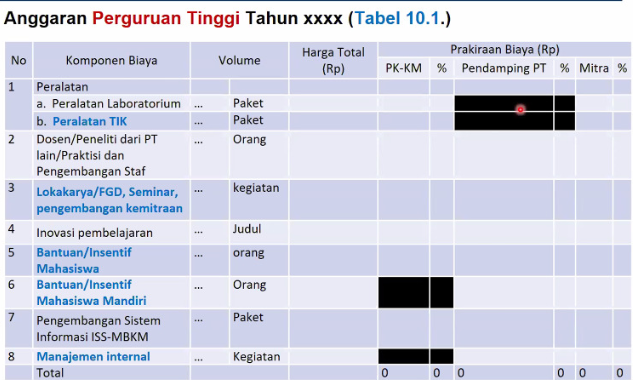 Anggaran Perguruan Tinggi Tahun xxxx (Tabel 10.1.)
No Komponen Biaya Volume Harga Total (Rp) Prakiraan Biaya (Rp)
PK-KM % Pendamping PT % Mitra %
1 Peralatan
a. Peralatan Laboratorium ... Paket
b. Peralatan TIK ... Paket
2 Dosen/Peneliti dari PT ... Orang
lain/Praktisi dan
Pengembangan Staf
3 Lokakarya/FGD, Seminar, ... kegiatan
pengembangan kemitraan
4 Inovasi pembelajaran ... Judul
5 Bantuan/Insentif ... orang
Mahasiswa
6 Bantuan/Insentif ... Orang
Mahasiswa Mandiri
7 Pengembangan Sistem ... Paket
Informasi ISS-MBKM
8 Manajemen internal ... Kegiatan
Total 0 0 0 0 0 0